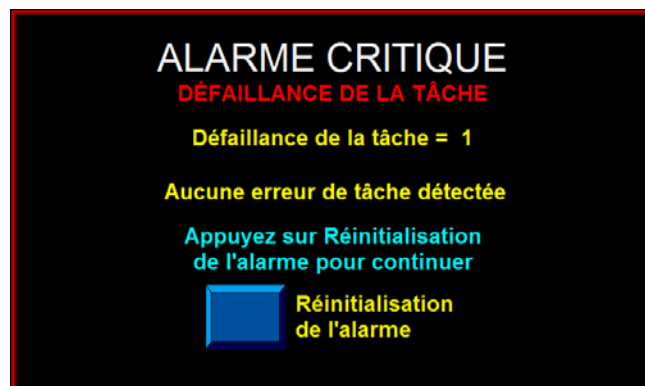 ALARME CRITIQUE
DÉFAILLANCE DE LA TÂCHE
Défaillance de la tâche = 1
Aucune erreur de tâche détectée
Appuyez sur Réinitialisation
de l'alarme pour continuer
Réinitialisation
de l'alarme